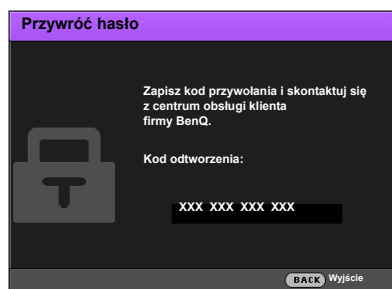 Przywróć hasło
Zapisz kod przywołania i skontaktuj się
z centrum obsługi klienta
firmy BenQ.
Kod odtworzenia:
XXX XXX XXX XXX
BACK Wyjście